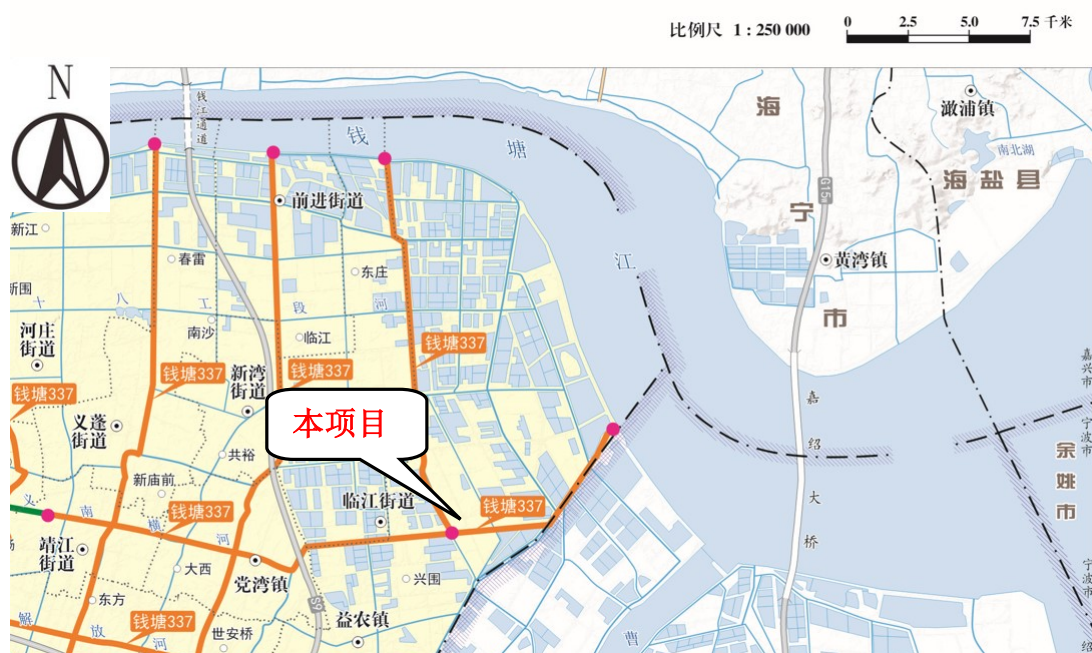 比例尺 1 : 250 000
0 2.5 5.0 7.5 千米
N
钱江通道
钱
塘
江
海
宁
市
澉浦镇
南北湖
海盐县
G15W
黄湾镇
前进街道
新江
春雷
东庄
新围
十八工段河
南沙
临江
河庄
街道
钱塘337
钱塘337
新湾
街道
钱塘337
钱塘337
钱塘337
本项目
义蓬
街道
共裕
新庙前
临江街道
嘉绍大桥
嘉兴市
宁波市
余姚市
义南横河
钱塘337
钱塘337
靖江
街道
大西
党湾镇
兴围
东方
解放河
钱塘337
世安桥
益农镇
曹
宁波市